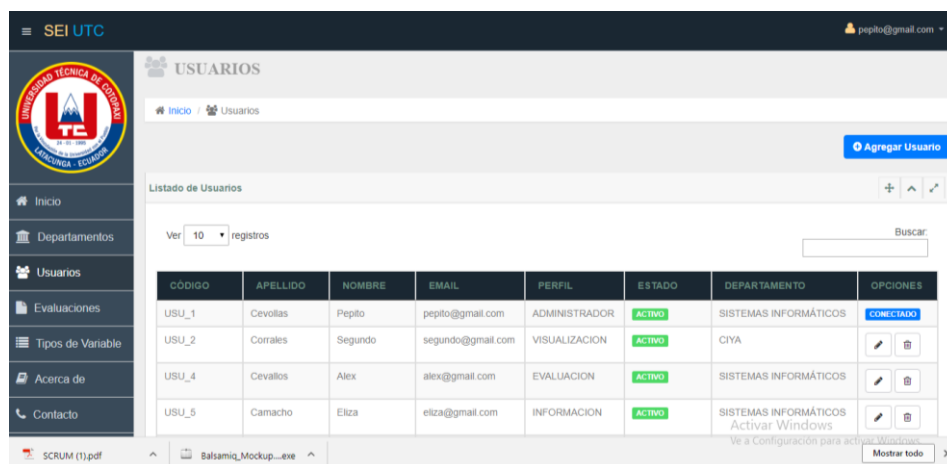 ≡ SEI UTC
pepito@gmail.com
UNIVERSIDAD TÉCNICA DE COTOPAXI
UTC
LATACUNGA - ECUADOR
USUARIOS
Inicio / Usuarios
Agregar Usuario
Listado de Usuarios
Inicio
Departamentos
Usuarios
Evaluaciones
Tipos de Variable
Acerca de
Contacto
Ver 10 registros
Buscar:
CÓDIGO APELLIDO NOMBRE EMAIL PERFIL ESTADO DEPARTAMENTO OPCIONES
USU_1 Cevollas Pepito pepito@gmail.com ADMINISTRADOR ACTIVO SISTEMAS INFORMÁTICOS CONECTADO
USU_2 Corrales Segundo segundo@gmail.com VISUALIZACION ACTIVO CIYA
USU_4 Cevallos Alex alex@gmail.com EVALUACION ACTIVO SISTEMAS INFORMÁTICOS
USU_5 Camacho Eliza eliza@gmail.com INFORMACION ACTIVO SISTEMAS INFORMÁTICOS
Activar Windows
Ve a Configuración para activar Windows.
SCRUM (1).pdf
Balsamiq_Mockup....exe
Mostrar todo